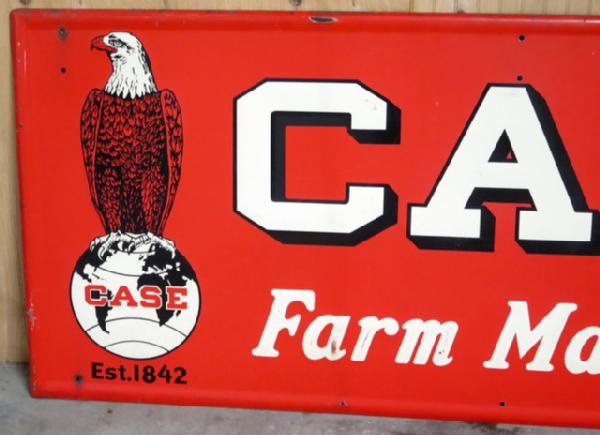 CA
Farm Ma
CASE
Est. 1842